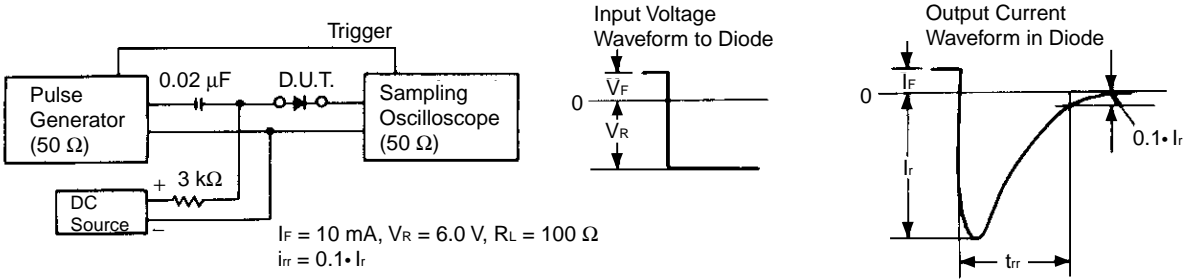 Trigger
0.02 μF
D.U.T.
Pulse
Generator
(50 Ω)
Sampling
Oscilloscope
(50 Ω)
+
3 kΩ
DC
Source
−
IF = 10 mA, VR = 6.0 V, RL = 100 Ω
irr = 0.1• Ir
Input Voltage
Waveform to Diode
VF
0
VR
Output Current
Waveform in Diode
IF
0
Ir
0.1• Ir
trr